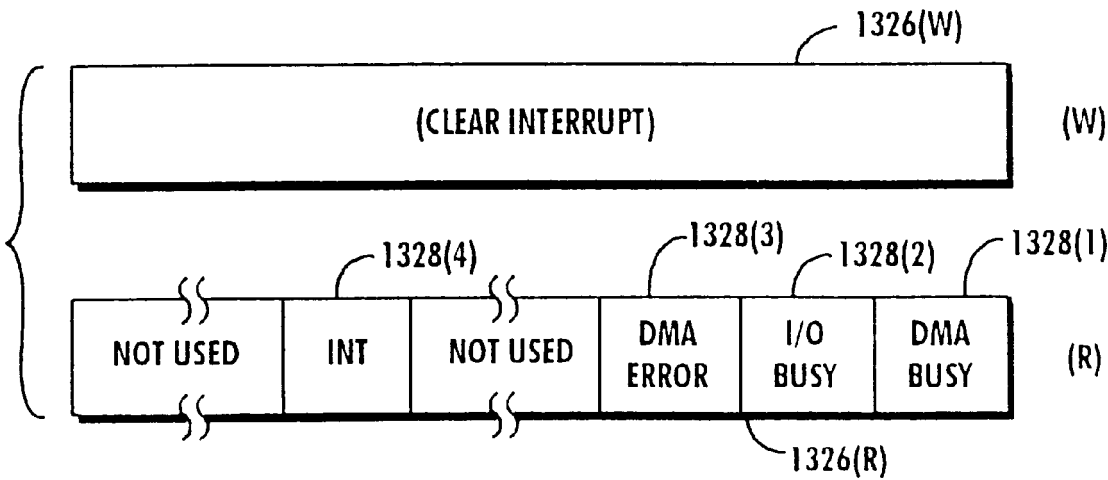 1326(W)
(CLEAR INTERRUPT)
(W)
1328(4)
1328(3)
1328(2)
1328(1)
NOT USED
INT
NOT USED
DMA
ERROR
I/O
BUSY
DMA
BUSY
(R)
1326(R)